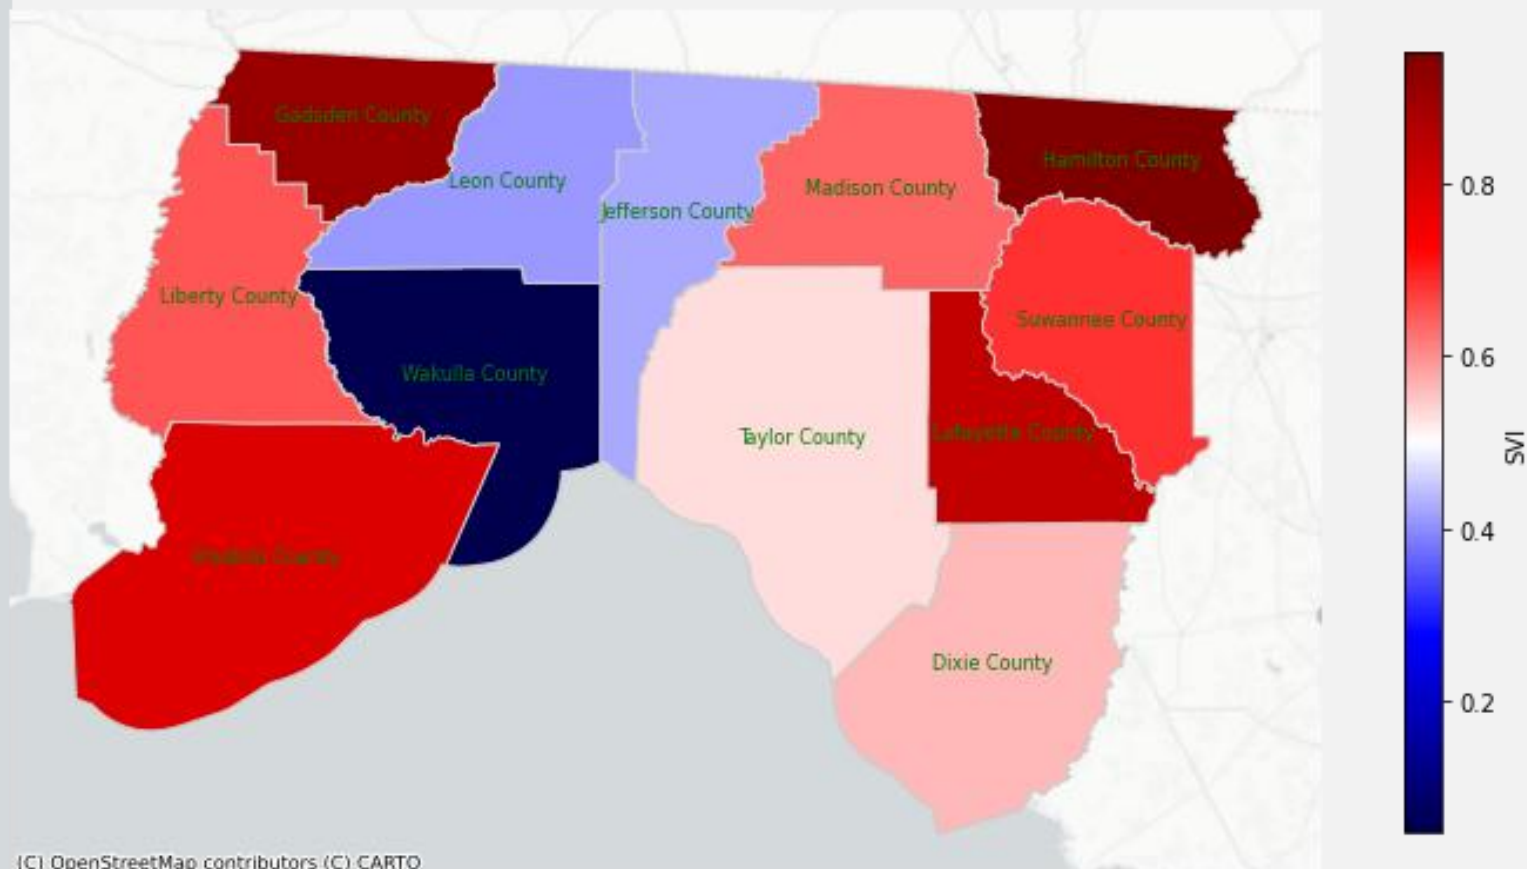 Gadsden County
Hamilton County
Leon County
Madison County
Jefferson County
Liberty County
Suwannee County
Wakulla County
Taylor County
Lafayette County
County
Dixie County
0.8
0.6
0.4
0.2
SVI
(C) OpenStreetMap contributors (C) CARTO